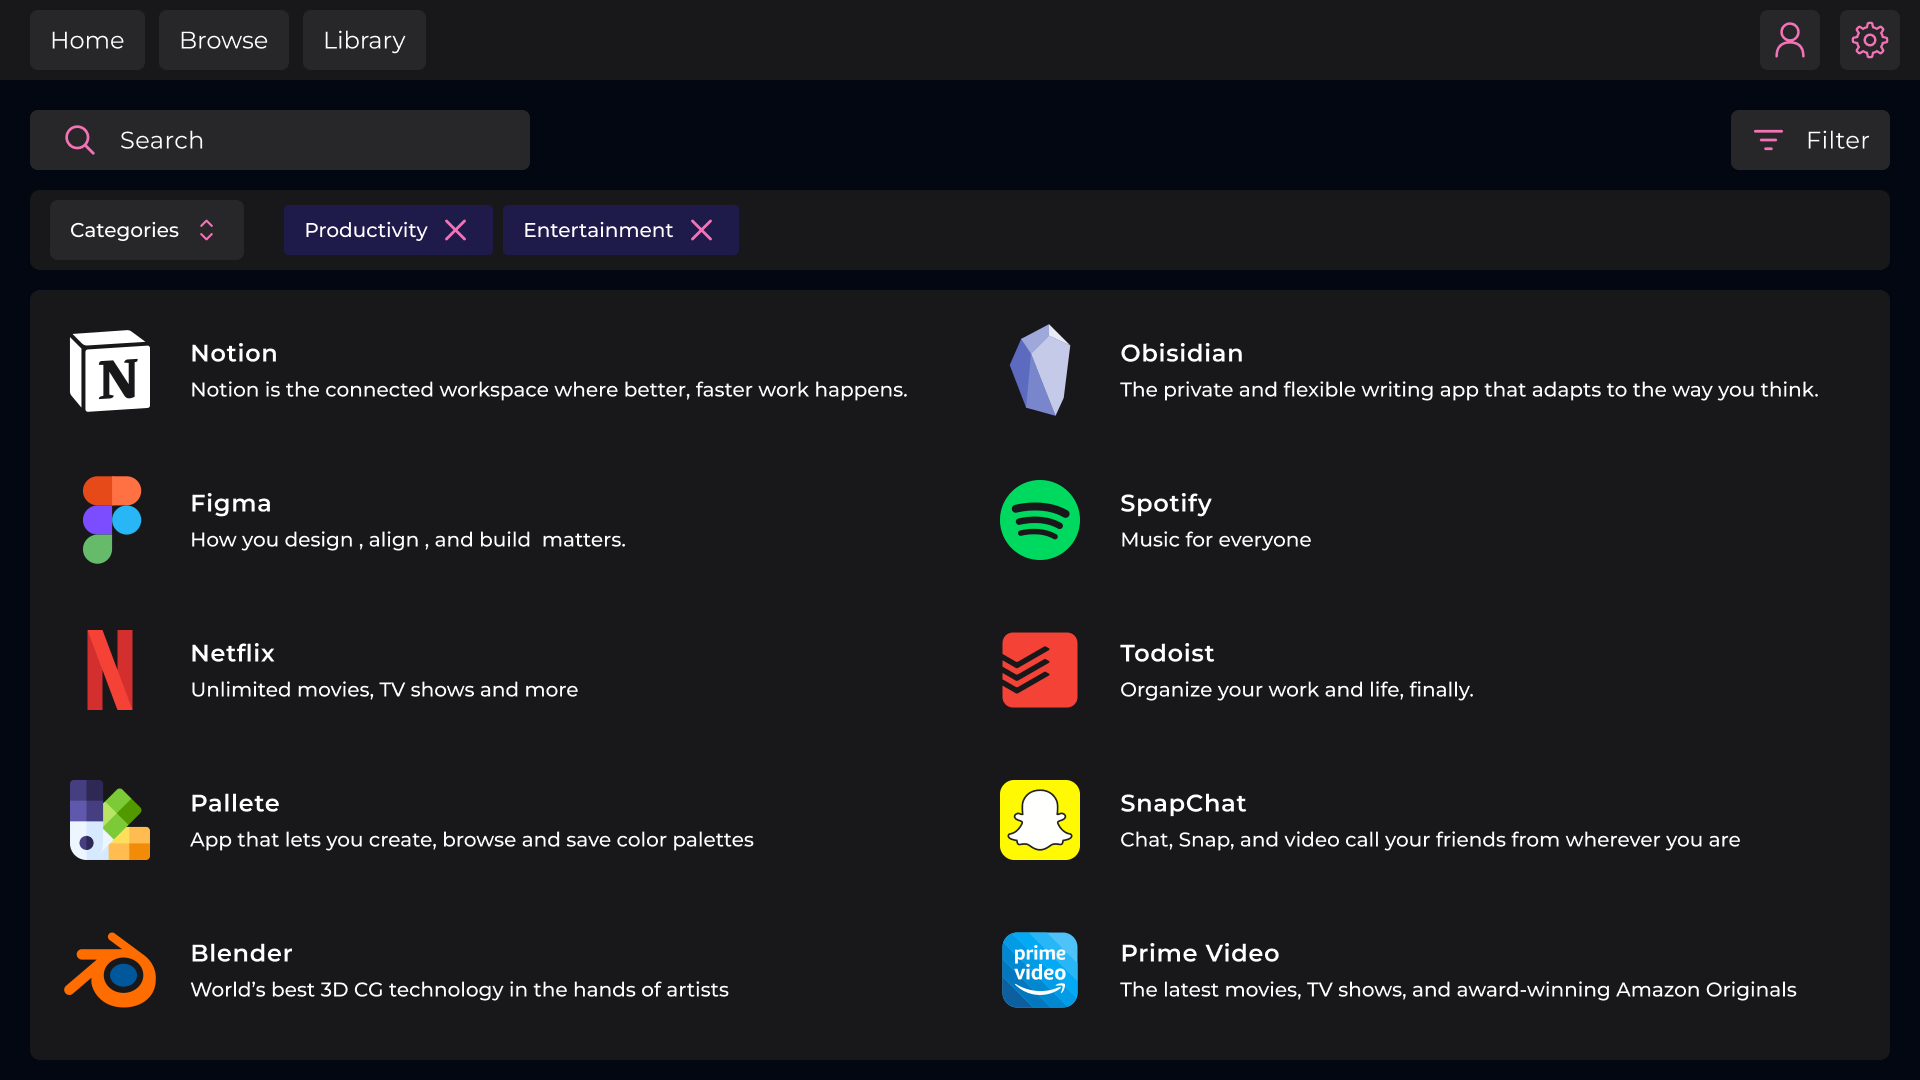 Home Browse Library
Search
Filter
Categories Productivity Entertainment
N
Notion
Notion is the connected workspace where better, faster work happens.
Obisidian
The private and flexible writing app that adapts to the way you think.
Figma
How you design , align , and build  matters.
Spotify
Music for everyone
N
Netflix
Unlimited movies, TV shows and more
Todoist
Organize your work and life, finally.
Pallete
App that lets you create, browse and save color palettes
SnapChat
Chat, Snap, and video call your friends from wherever you are
Blender
World’s best 3D CG technology in the hands of artists
prime
video
Prime Video
The latest movies, TV shows, and award-winning Amazon Originals